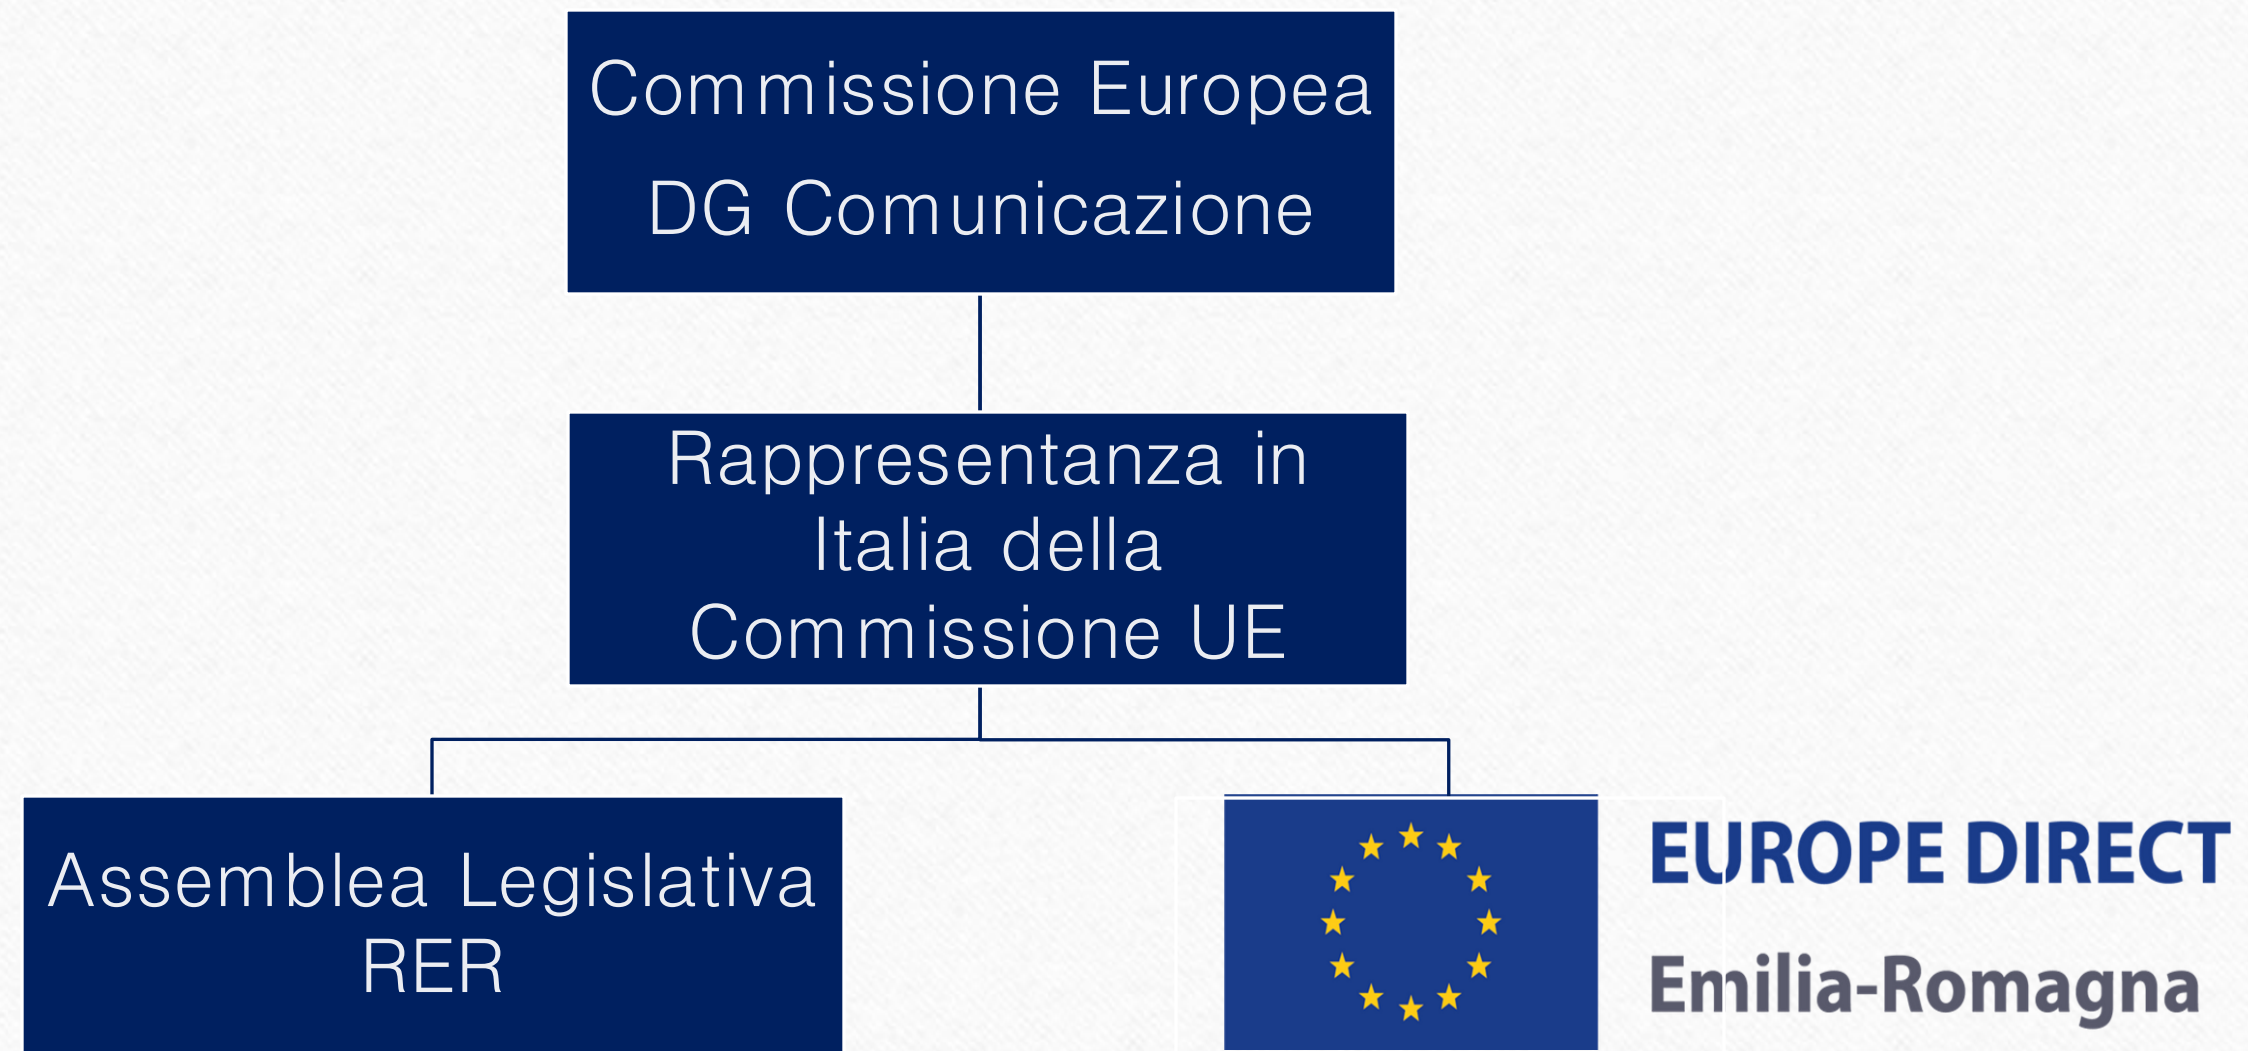 Commissione Europea
DG Comunicazione
Rappresentanza in
Italia della
Commissione UE
Assemblea Legislativa
RER
EUROPE DIRECT
Emilia-Romagna